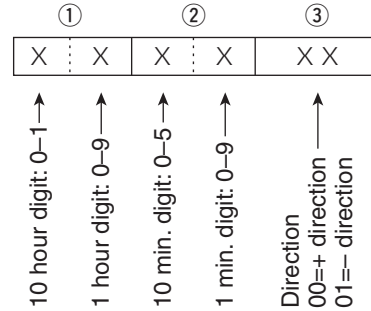 ① ② ③
X X X X X X
10 hour digit: 0–1
1 hour digit: 0–9
10 min. digit: 0–5
1 min. digit: 0–9
Direction
00=+ direction
01=– direction